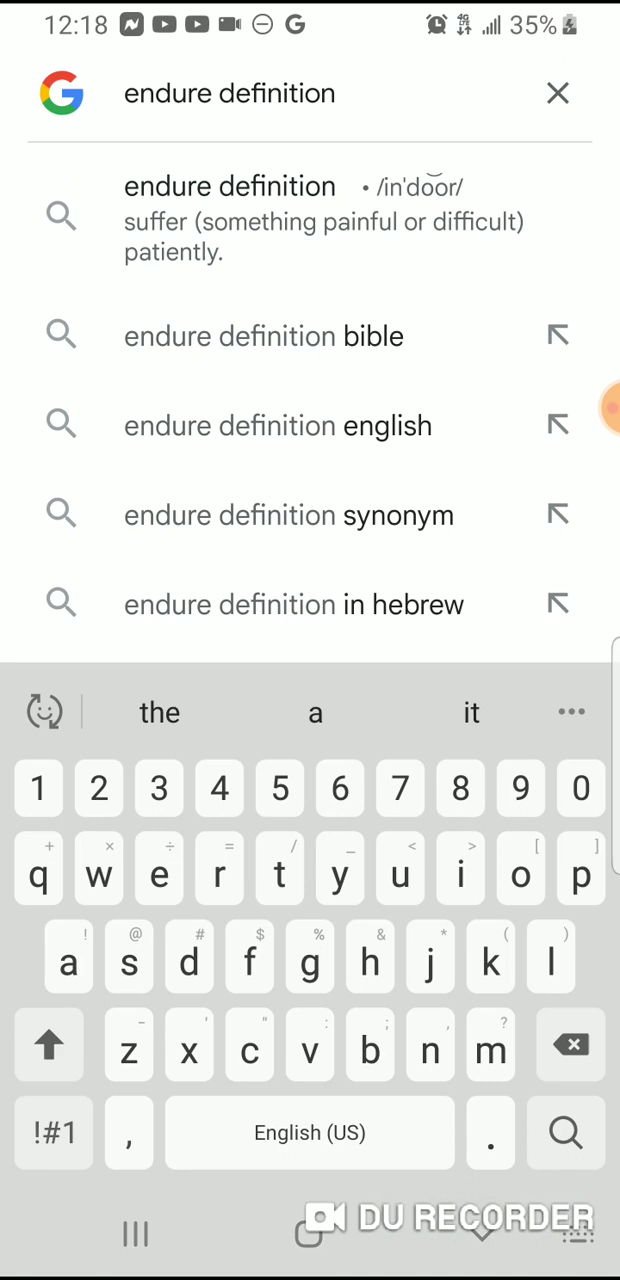 12:18 35%
endure definition
endure definition • /inˈdo͝or/
suffer (something painful or difficult)
patiently.
endure definition bible
endure definition english
endure definition synonym
endure definition in hebrew
the a it
1 2 3 4 5 6 7 8 9 0
+ × ÷ = / _ < > [ ]
q w e r t y u i o p
! @ # $ % & * ( )
a s d f g h j k l
- ' " : ; , ?
z x c v b n m
!#1 , English (US) .
DU RECORDER